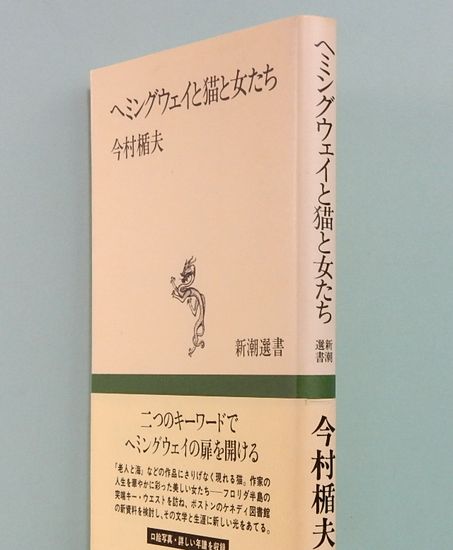 ヘミングウェイと猫と女たち
今村楯夫
新潮選書
二つのキーワードで
ヘミングウェイの扉を開ける
「老人と海」などの作品にさりげなく現れる猫。作家の
人生を華やかに彩った美しい女たち──フロリダ半島の
突端キー・ウエストを訪ね、ボストンのケネディ図書館
の新資料を検討し、その文学と生涯に新しい光をあてる。
口絵写真・詳しい年譜を収録
ヘミングウェイと猫と女たち
新潮
選書
今村楯夫